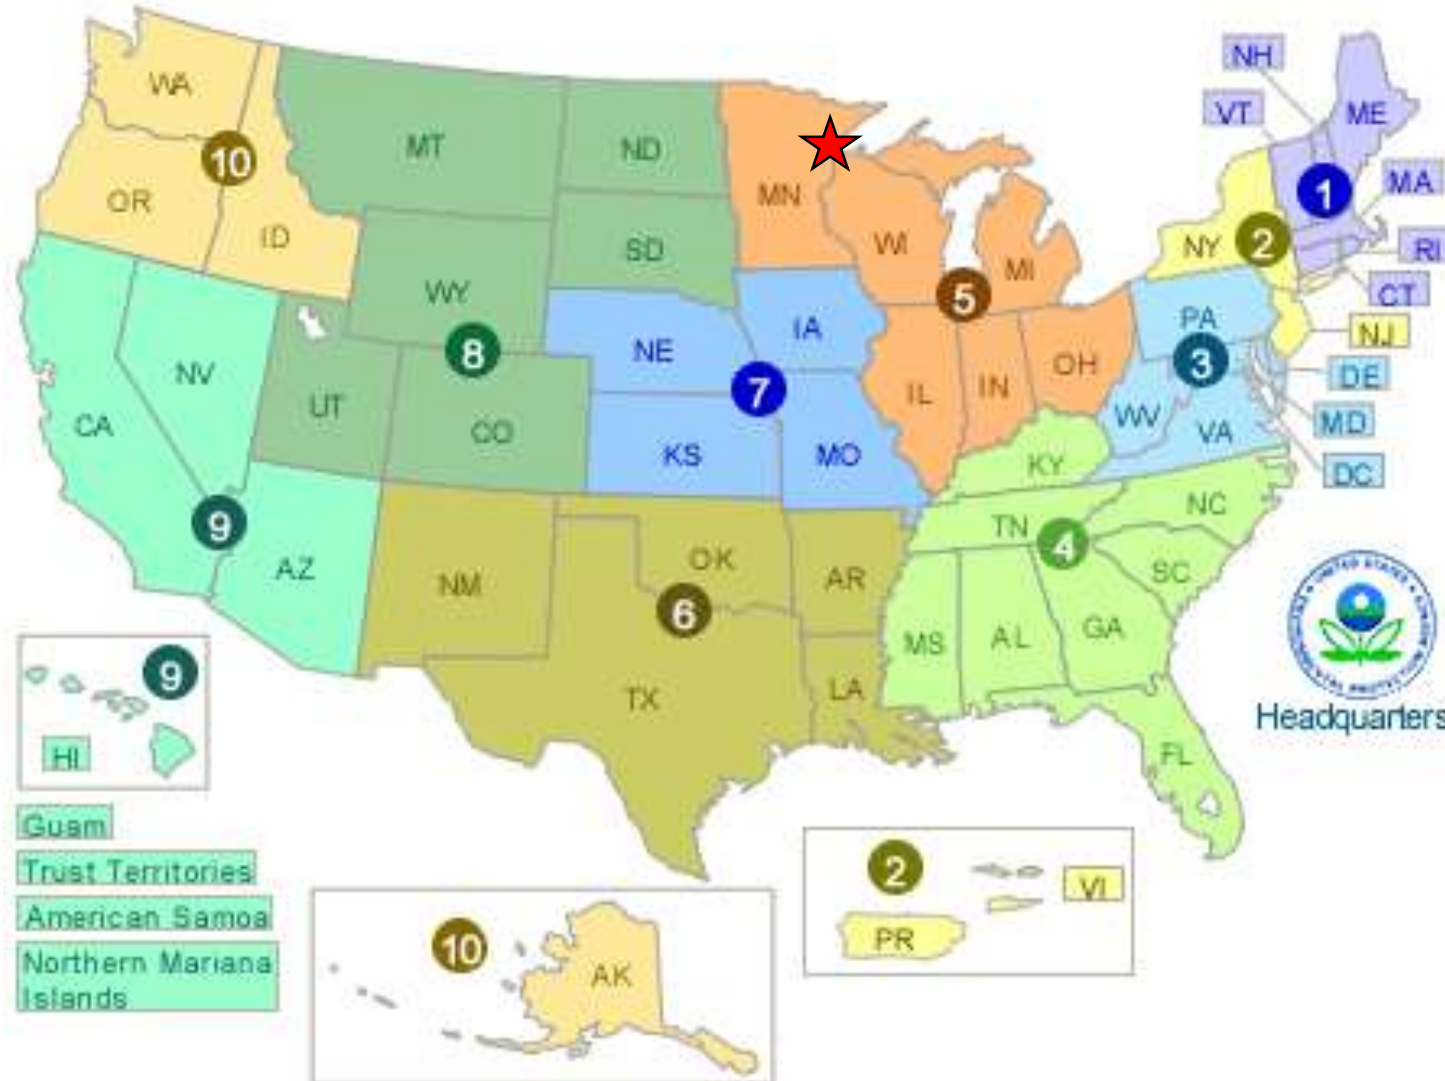 NH
WA
ME
VT
MT
ND
10
OR
MN
1
MA
ID
WI
NY
2
RI
SD
MI
WY
5
CT
IA
PA
NJ
8
NE
3
NV
7
OH
DE
UT
IL
IN
CA
CO
WV
VA
MD
KS
MO
KY
DC
9
TN
NC
4
AZ
OK
NM
AR
SC
6
MS
AL
GA
9
TX
LA
Headquarters
HI
FL
Guam
Trust Territories
2
VI
American Samoa
10
PR
Northern Mariana
Islands
AK
UNITED STATES